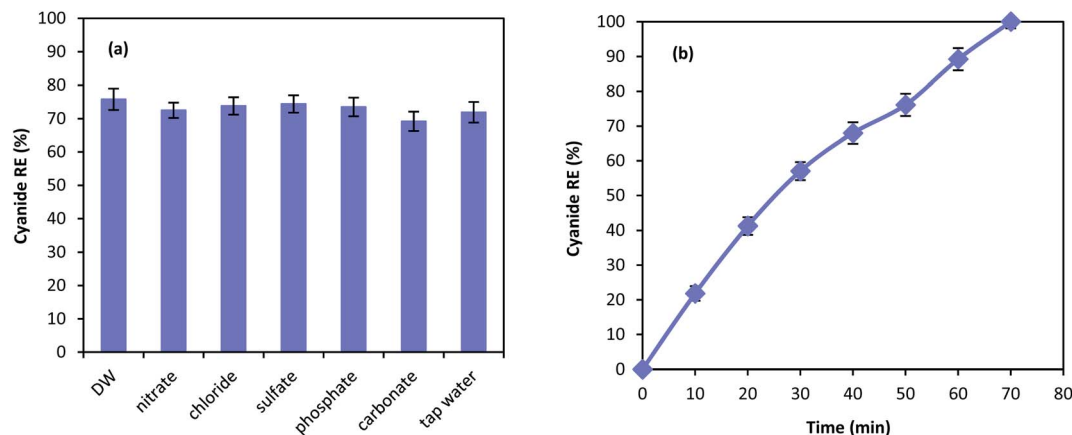 (a)
Cyanide RE (%)
100
90
80
70
60
50
40
30
20
10
0
DW
nitrate
chloride
sulfate
phosphate
carbonate
tap water
(b)
Cyanide RE (%)
100
90
80
70
60
50
40
30
20
10
0
0 10 20 30 40 50 60 70 80
Time (min)